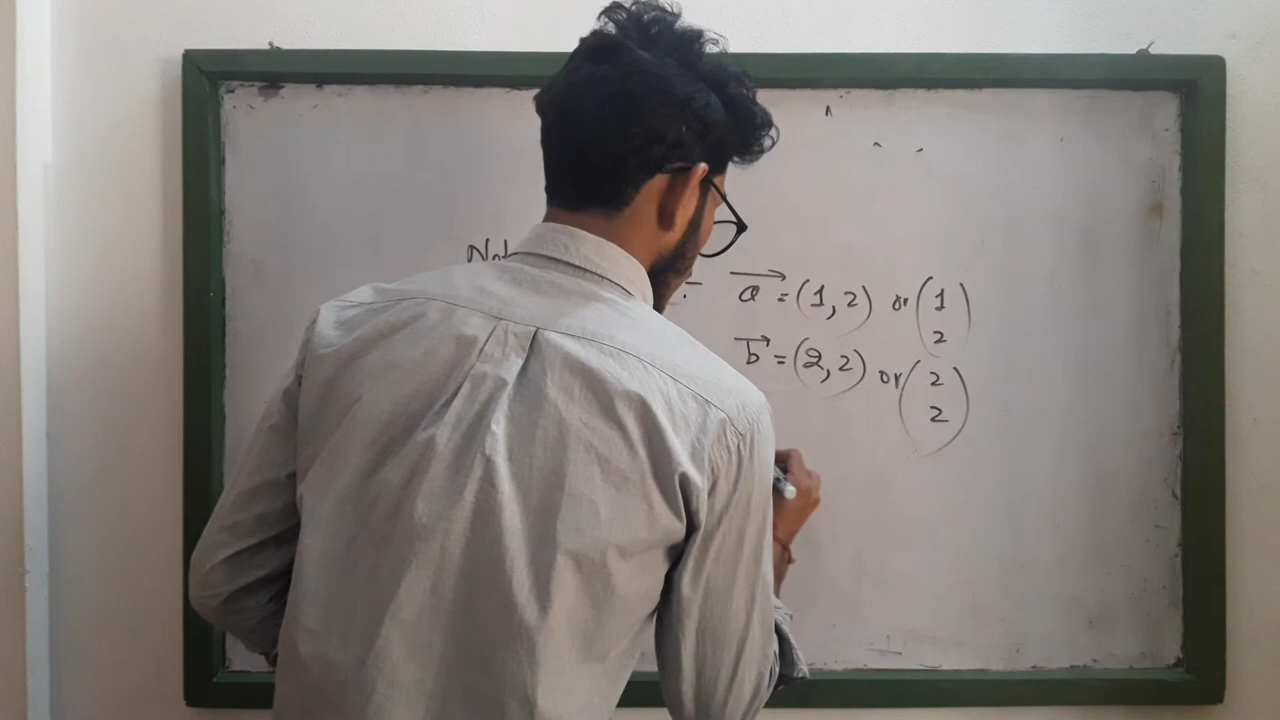 a⃗ = (1, 2) or (1
2)
b⃗ = (2, 2) or (2
2)